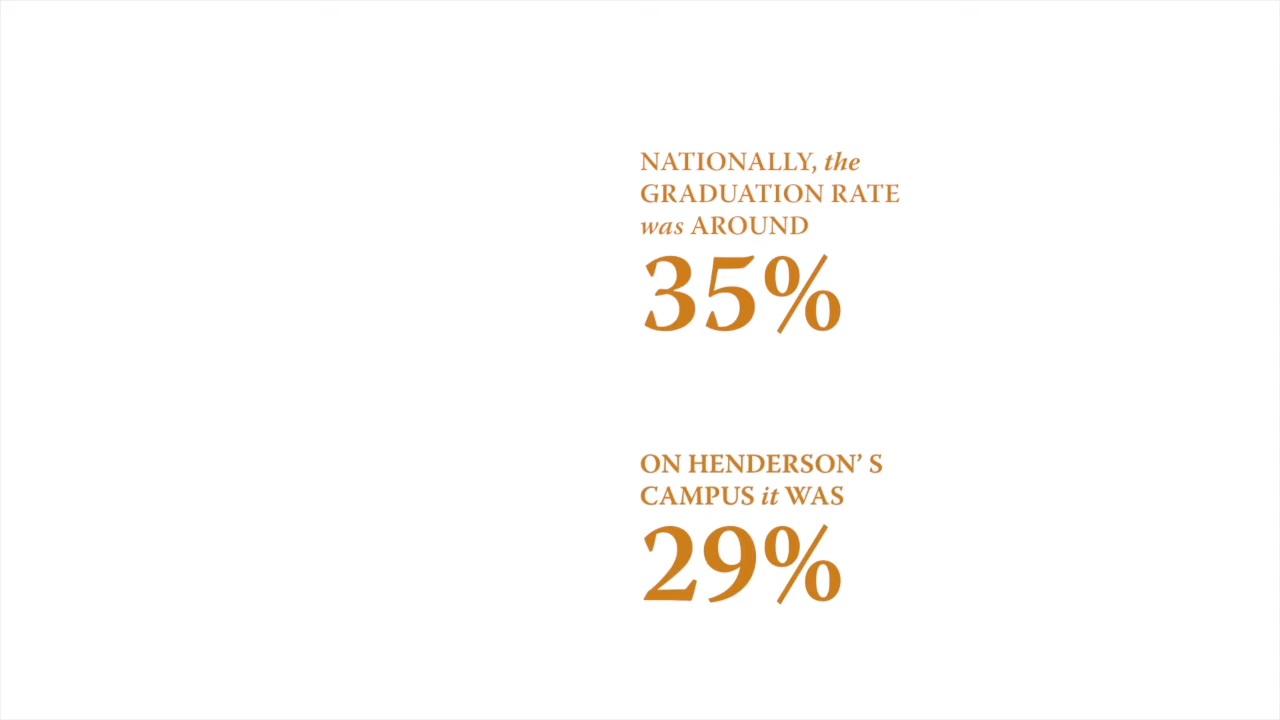 NATIONALLY, the
GRADUATION RATE
was AROUND
35%
ON HENDERSON’ S
CAMPUS it WAS
29%